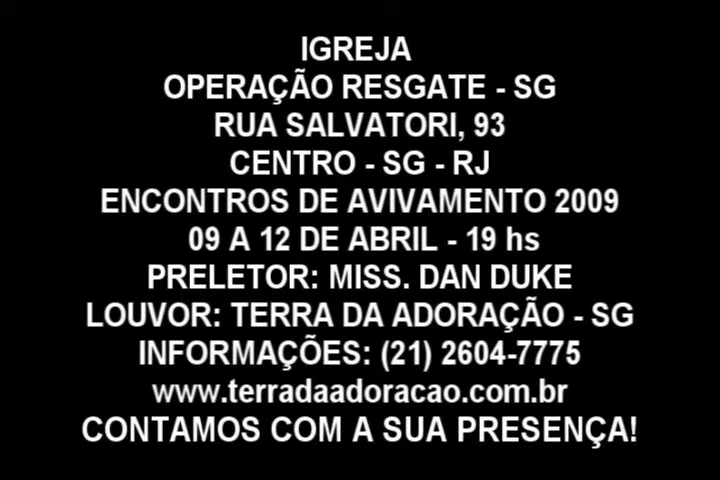 IGREJA
OPERAÇÃO RESGATE - SG
RUA SALVATORI, 93
CENTRO - SG - RJ
ENCONTROS DE AVIVAMENTO 2009
09 A 12 DE ABRIL - 19 hs
PRELETOR: MISS. DAN DUKE
LOUVOR: TERRA DA ADORAÇÃO - SG
INFORMAÇÕES: (21) 2604-7775
www.terradaadoracao.com.br
CONTAMOS COM A SUA PRESENÇA!